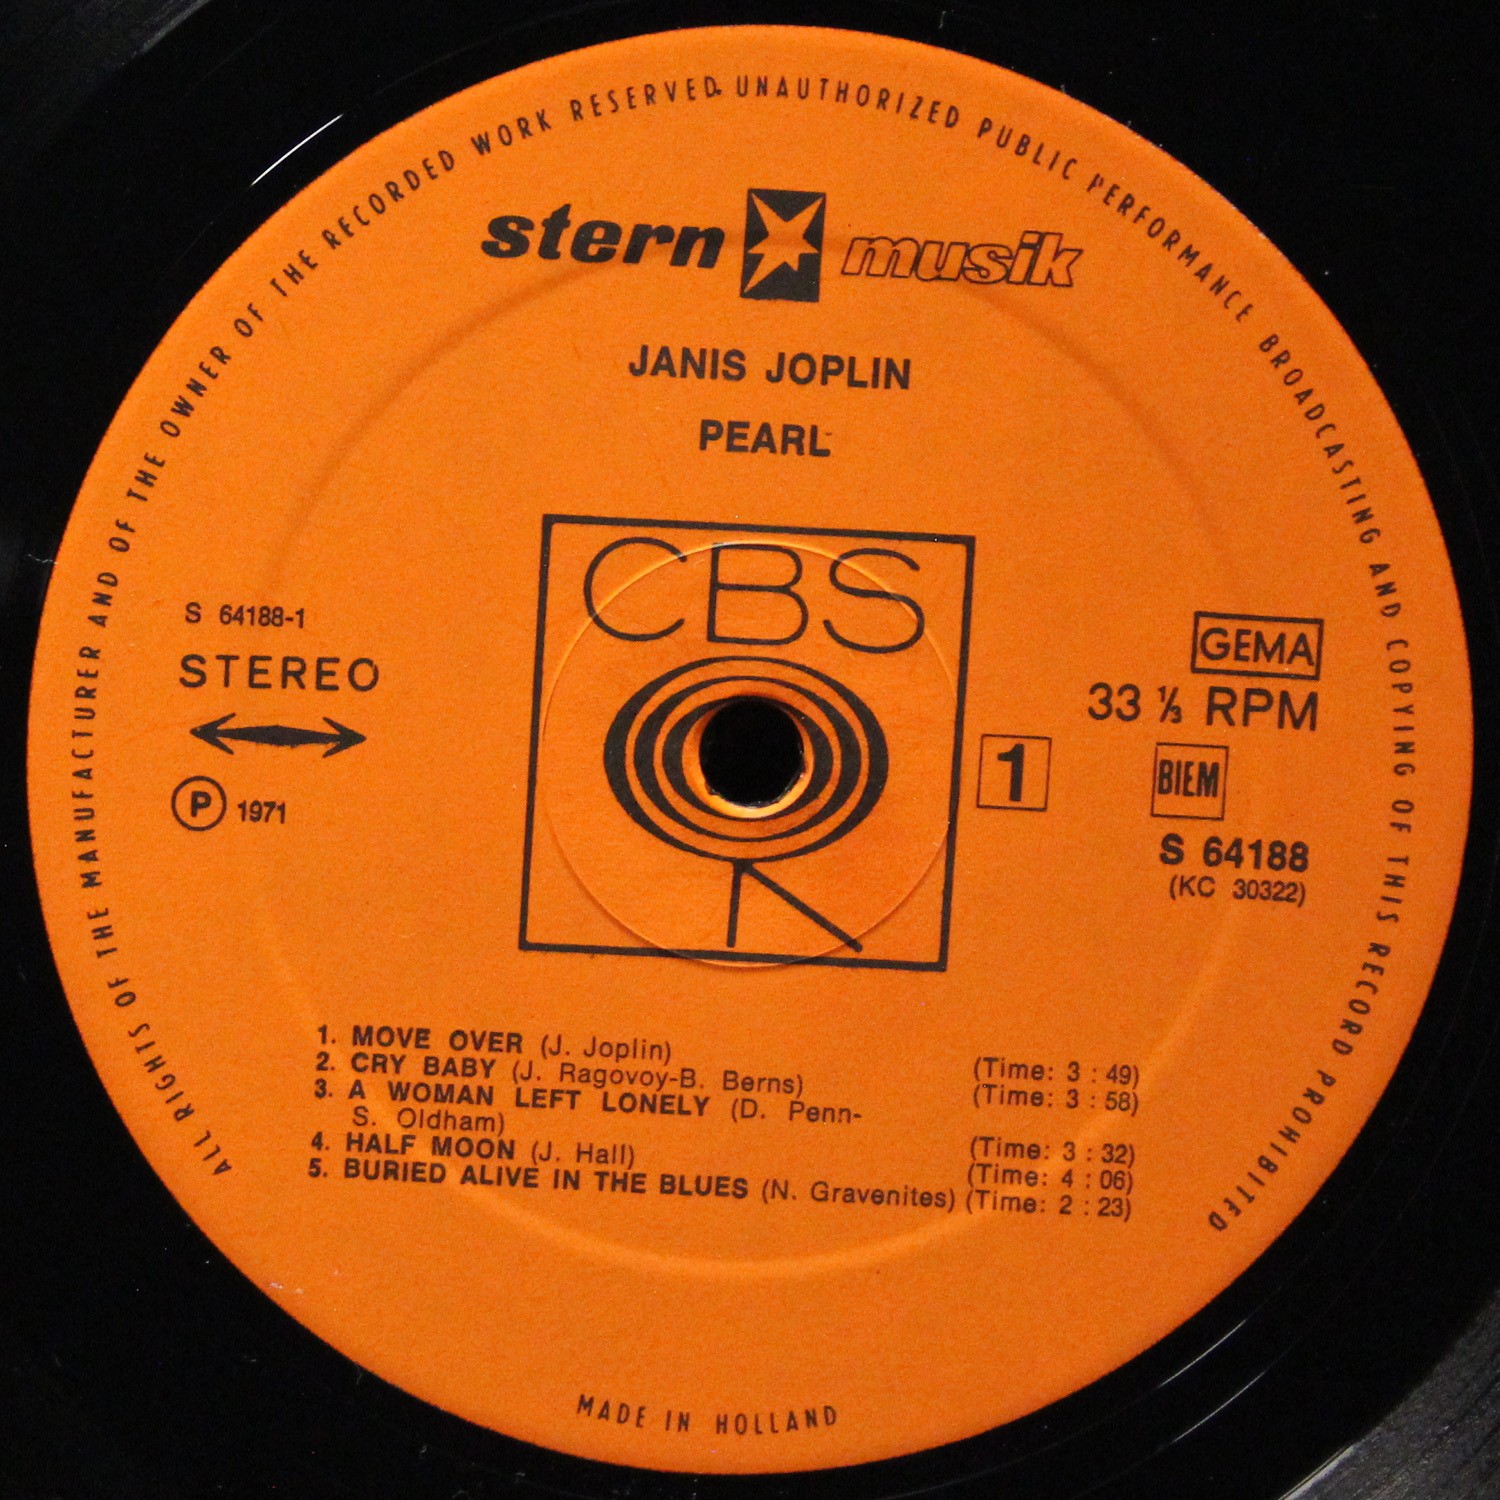 ALL RIGHTS OF THE MANUFACTURER AND OF THE OWNER OF THE RECORDED WORK RESERVED. UNAUTHORIZED PUBLIC PERFORMANCE BROADCASTING AND COPYING OF THIS RECORD PROHIBITED
stern musik
JANIS JOPLIN
PEARL
CBS
S 64188-1
STEREO
P 1971
GEMA
33 ⅓ RPM
1
BIEM
S 64188
(KC 30322)
1. MOVE OVER (J. Joplin) (Time: 3 : 49)
2. CRY BABY (J. Ragovoy-B. Berns) (Time: 3 : 58)
3. A WOMAN LEFT LONELY (D. Penn-
S. Oldham) (Time: 3 : 32)
4. HALF MOON (J. Hall) (Time: 4 : 06)
5. BURIED ALIVE IN THE BLUES (N. Gravenites) (Time: 2 : 23)
MADE IN HOLLAND